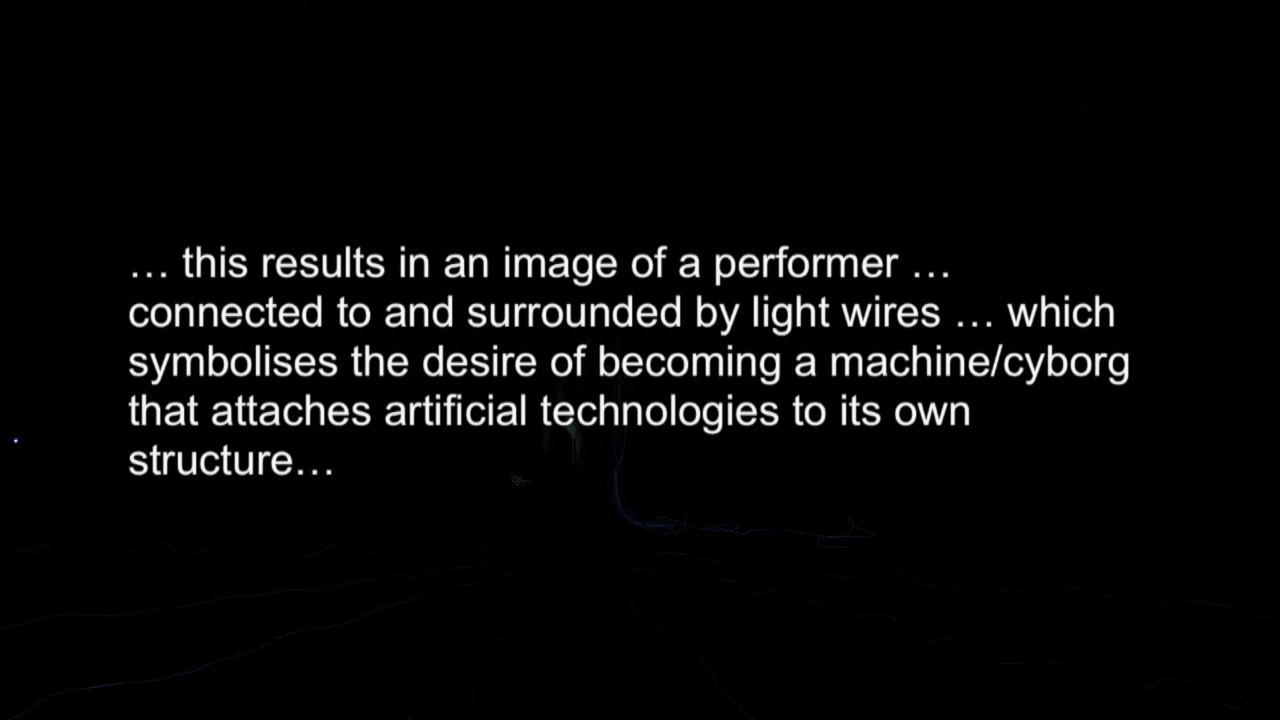 … this results in an image of a performer …
connected to and surrounded by light wires … which
symbolises the desire of becoming a machine/cyborg
that attaches artificial technologies to its own
structure…